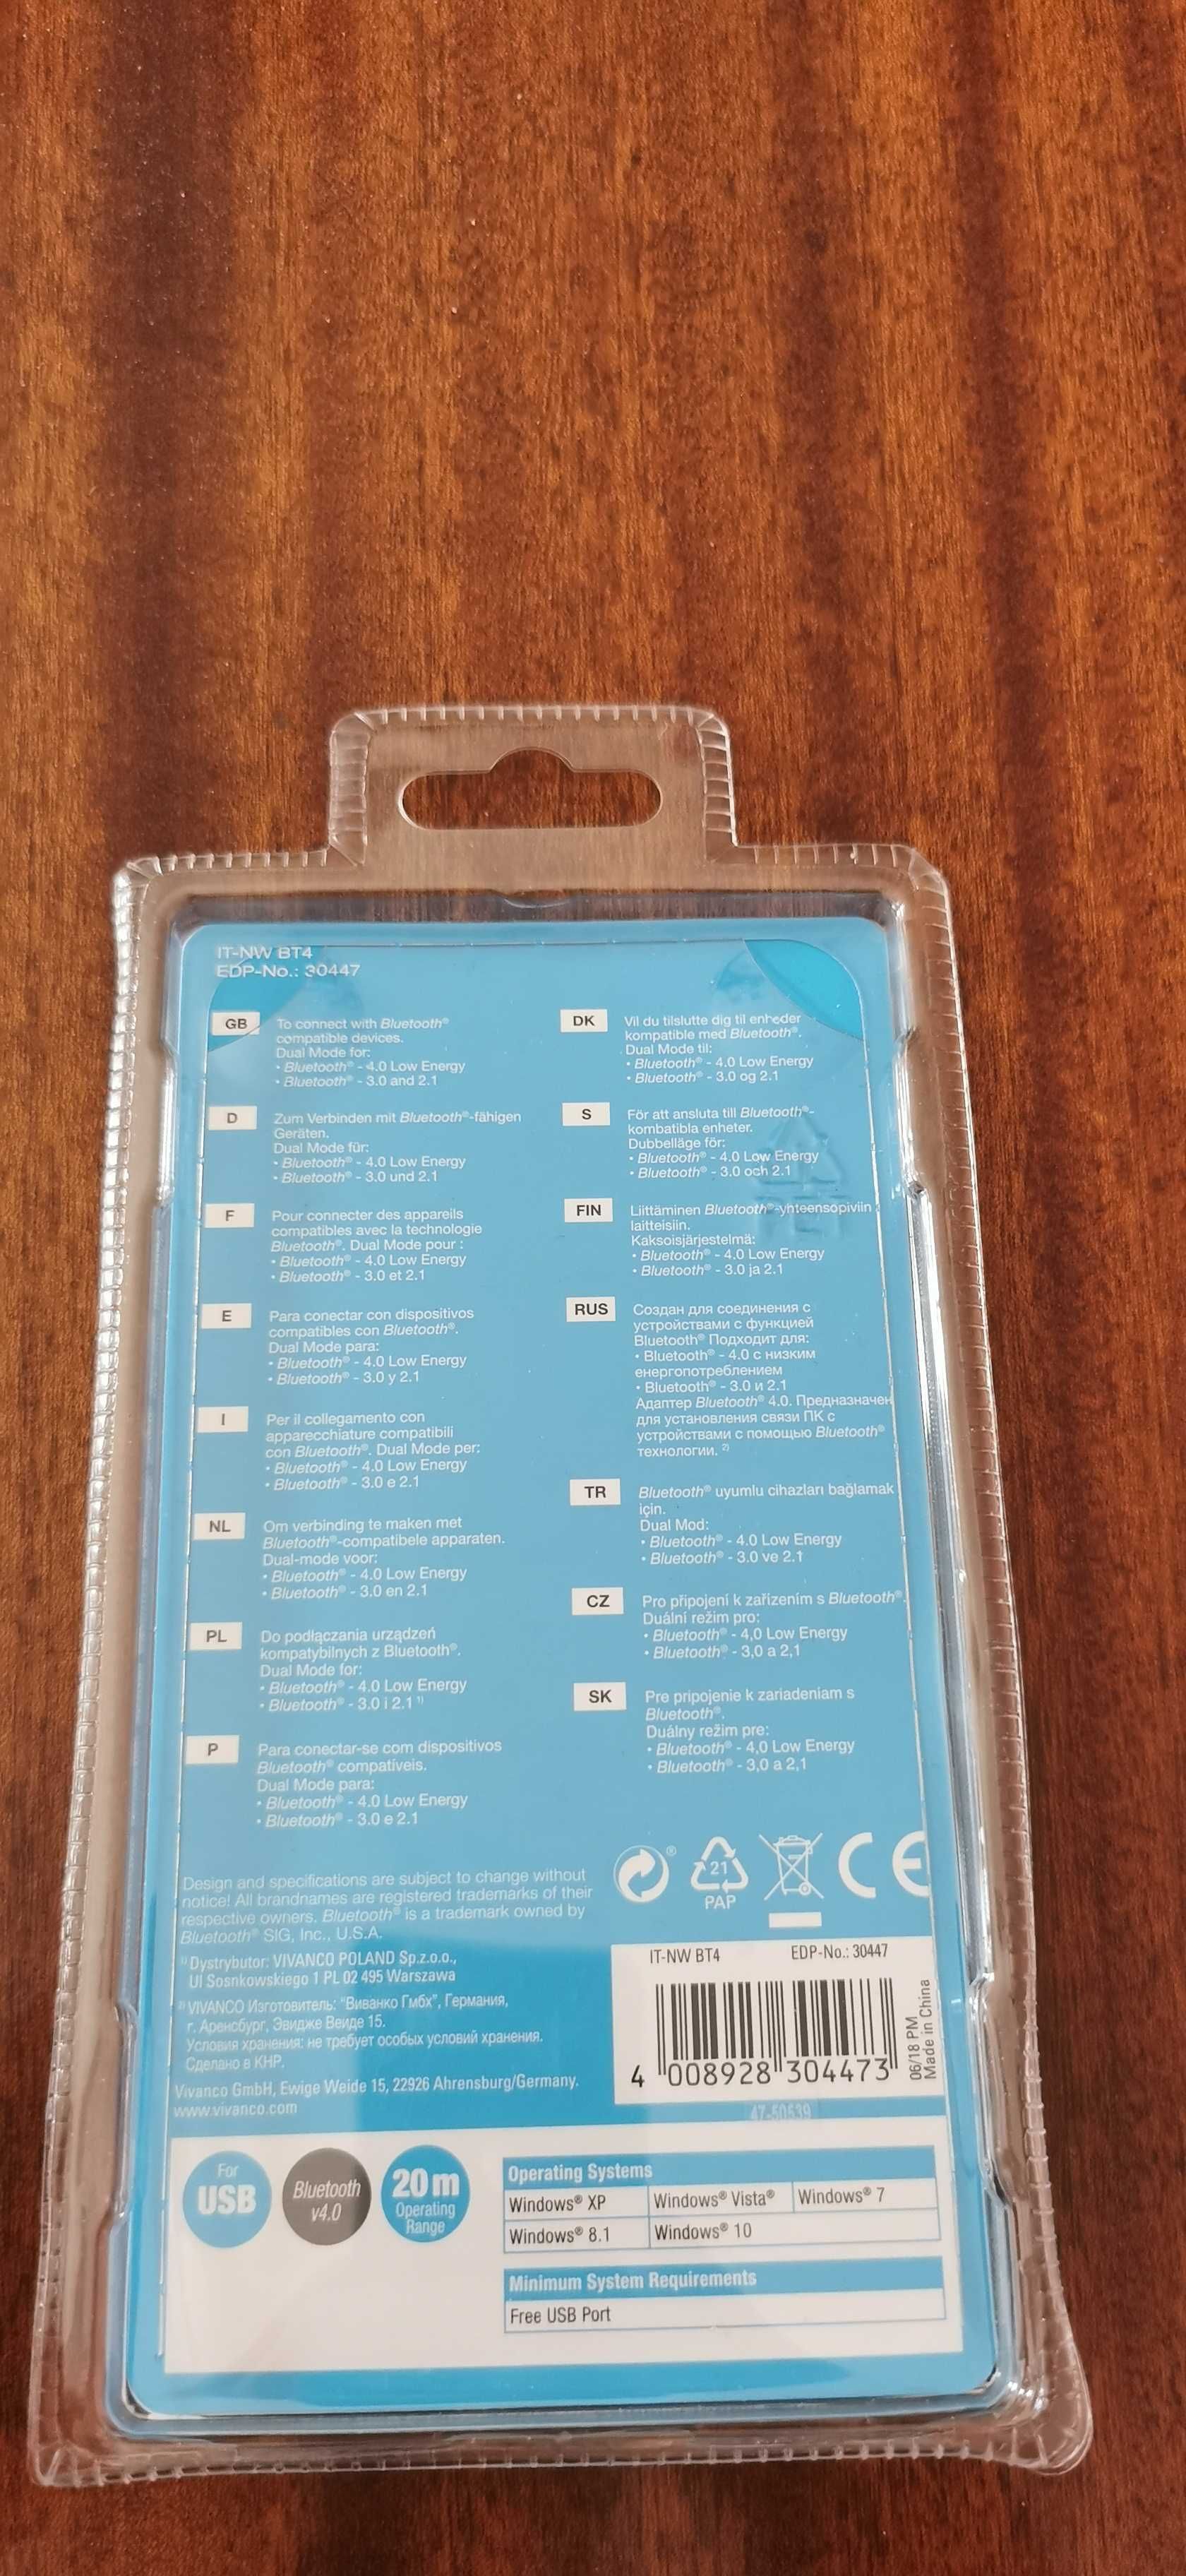 IT-NW BT4
EDP-No.: 30447
GB
To connect with Bluetooth®
compatible devices.
Dual Mode for:
• Bluetooth® - 4.0 Low Energy
• Bluetooth® - 3.0 and 2.1
D
Zum Verbinden mit Bluetooth®-fähigen
Geräten.
Dual Mode für:
• Bluetooth® - 4.0 Low Energy
• Bluetooth® - 3.0 und 2.1
F
Pour connecter des appareils
compatibles avec la technologie
Bluetooth®. Dual Mode pour :
• Bluetooth® - 4.0 Low Energy
• Bluetooth® - 3.0 et 2.1
E
Para conectar con dispositivos
compatibles con Bluetooth®.
Dual Mode para:
• Bluetooth® - 4.0 Low Energy
• Bluetooth® - 3.0 y 2.1
I
Per il collegamento con
apparecchiature compatibili
con Bluetooth®. Dual Mode per:
• Bluetooth® - 4.0 Low Energy
• Bluetooth® - 3.0 e 2.1
NL
Om verbinding te maken met
Bluetooth®-compatibele apparaten.
Dual-mode voor:
• Bluetooth® - 4.0 Low Energy
• Bluetooth® - 3.0 en 2.1
PL
Do podłączania urządzeń
kompatybilnych z Bluetooth®.
Dual Mode for:
• Bluetooth® - 4.0 Low Energy
• Bluetooth® - 3.0 i 2.1 ¹⁾
P
Para conectar-se com dispositivos
Bluetooth® compatíveis.
Dual Mode para:
• Bluetooth® - 4.0 Low Energy
• Bluetooth® - 3.0 e 2.1
DK
Vil du tilslutte dig til enheder
kompatible med Bluetooth®.
Dual Mode til:
• Bluetooth® - 4.0 Low Energy
• Bluetooth® - 3.0 og 2.1
S
För att ansluta till Bluetooth®-
kombatibla enheter.
Dubbelläge för:
• Bluetooth® - 4.0 Low Energy
• Bluetooth® - 3.0 och 2.1
FIN
Liittäminen Bluetooth®-yhteensopiviin
laitteisiin.
Kaksoisjärjestelmä:
• Bluetooth® - 4.0 Low Energy
• Bluetooth® - 3.0 ja 2.1
RUS
Создан для соединения с
устройствами с функцией
Bluetooth® Подходит для:
• Bluetooth® - 4.0 с низким
енергопотреблением
• Bluetooth® - 3.0 и 2.1
Адаптер Bluetooth® 4.0. Предназначен
для установления связи ПК с
устройствами с помощью Bluetooth®
технологии. ²⁾
TR
Bluetooth® uyumlu cihazları bağlamak
için.
Dual Mod:
• Bluetooth® - 4.0 Low Energy
• Bluetooth® - 3.0 ve 2.1
CZ
Pro připojení k zařízením s Bluetooth®.
Duální režim pro:
• Bluetooth® - 4,0 Low Energy
• Bluetooth® - 3,0 a 2,1
SK
Pre pripojenie k zariadeniam s
Bluetooth®.
Duálny režim pre:
• Bluetooth® - 4,0 Low Energy
• Bluetooth® - 3,0 a 2,1
Design and specifications are subject to change without
notice! All brandnames are registered trademarks of their
respective owners. Bluetooth® is a trademark owned by
Bluetooth® SIG, Inc., U.S.A.
¹⁾ Dystrybutor: VIVANCO POLAND Sp.z.o.o.,
Ul Sosnkowskiego 1 PL 02 495 Warszawa
²⁾ VIVANCO Изготовитель: "Виванко Гмбх", Германия,
г. Аренсбург, Эвидже Веиде 15.
Условия хранения: не требует особых условий хранения.
Сделано в КНР.
Vivanco GmbH, Ewige Weide 15, 22926 Ahrensburg/Germany.
www.vivanco.com
21
PAP
CE
IT-NW BT4 EDP-No.: 30447
4 008928 304473
06/18 PM
Made in China
47-50539
For
USB
Bluetooth
v4.0
20 m
Operating
Range
Operating Systems
Windows® XP Windows® Vista® Windows® 7
Windows® 8.1 Windows® 10
Minimum System Requirements
Free USB Port